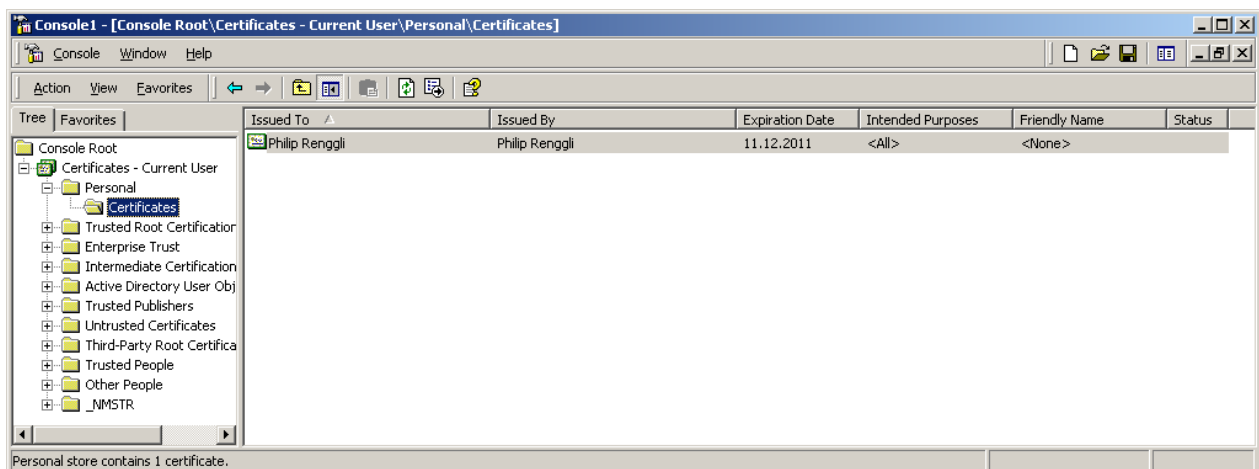 Console1 - [Console Root\Certificates - Current User\Personal\Certificates]
Console Window Help
Action View Favorites
Tree Favorites
Issued To Issued By Expiration Date Intended Purposes Friendly Name Status
Philip Renggli Philip Renggli 11.12.2011 <All> <None>
Console Root
Certificates - Current User
Personal
Certificates
Trusted Root Certification
Enterprise Trust
Intermediate Certification
Active Directory User Obj
Trusted Publishers
Untrusted Certificates
Third-Party Root Certifica
Trusted People
Other People
_NMSTR
Personal store contains 1 certificate.